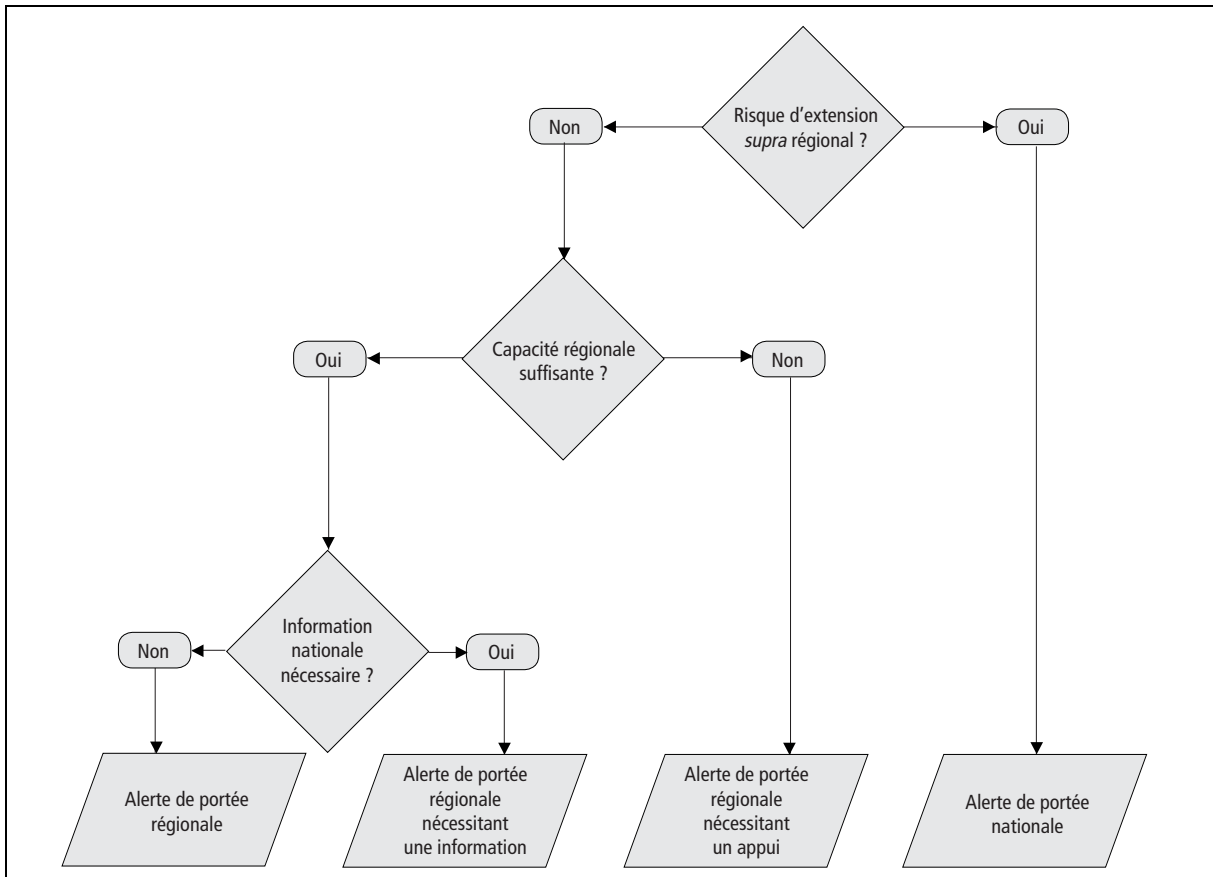 Risque d'extension
supra régional ?
Non
Oui
Capacité régionale
suffisante ?
Oui
Non
Information
nationale
nécessaire ?
Non
Oui
Alerte de portée
régionale
Alerte de portée
régionale
nécessitant
une information
Alerte de portée
régionale
nécessitant
un appui
Alerte de portée
nationale